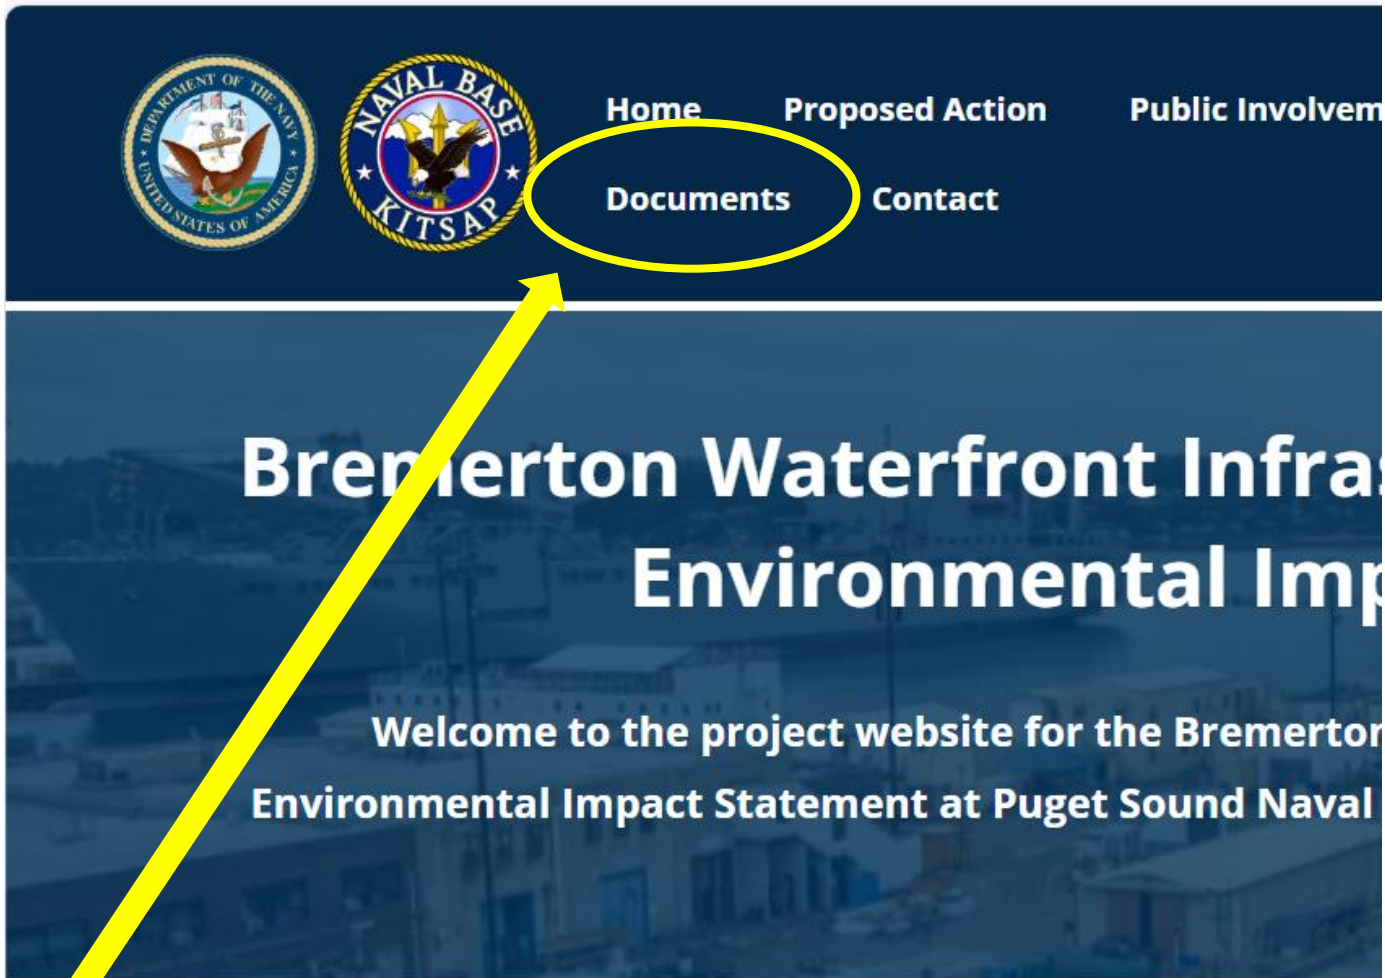 DEPARTMENT OF THE NAVY
UNITED STATES OF AMERICA
NAVAL BASE
KITSAP
Home Proposed Action Public Involvem
Documents Contact
Bremerton Waterfront Infras
Environmental Imp
Welcome to the project website for the Bremerton
Environmental Impact Statement at Puget Sound Naval